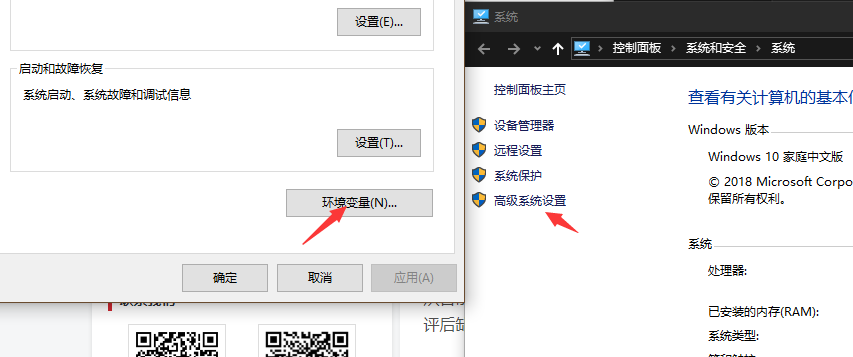 设置(E)...
启动和故障恢复
系统启动、系统故障和调试信息
设置(T)...
环境变量(N)...
确定
取消
应用(A)
联系我们
评后
系统
控制面板
系统和安全
系统
控制面板主页
设备管理器
远程设置
系统保护
高级系统设置
查看有关计算机的基本
Windows 版本
Windows 10 家庭中文版
© 2018 Microsoft Corpo
保留所有权利。
系统
处理器:
已安装的内存(RAM):
系统类型: